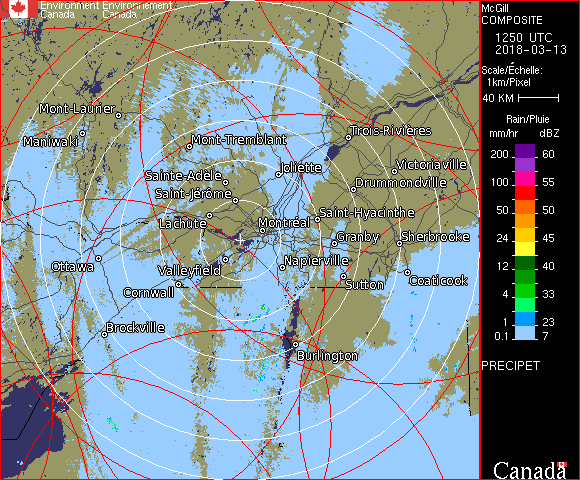 Environment Environnement
Canada Canada
McGill
COMPOSITE
1250 UTC
2018-03-13
Scale/Échelle:
1km/Pixel
40 KM
Rain/Pluie
mm/hr dBZ
200 60
100 55
50 50
24 45
12 40
4 33
1 23
0.1 7
PRECIPET
Canada
Mont-Laurier
Maniwaki
Mont-Tremblant
Trois-Rivières
Sainte-Adèle
Joliette
Victoriaville
Saint-Jérôme
Drummondville
Lachute
Montréal
Saint-Hyacinthe
Granby
Sherbrooke
Ottawa
Valleyfield
Napierville
Cornwall
Sutton
Coaticook
Brockville
Burlington